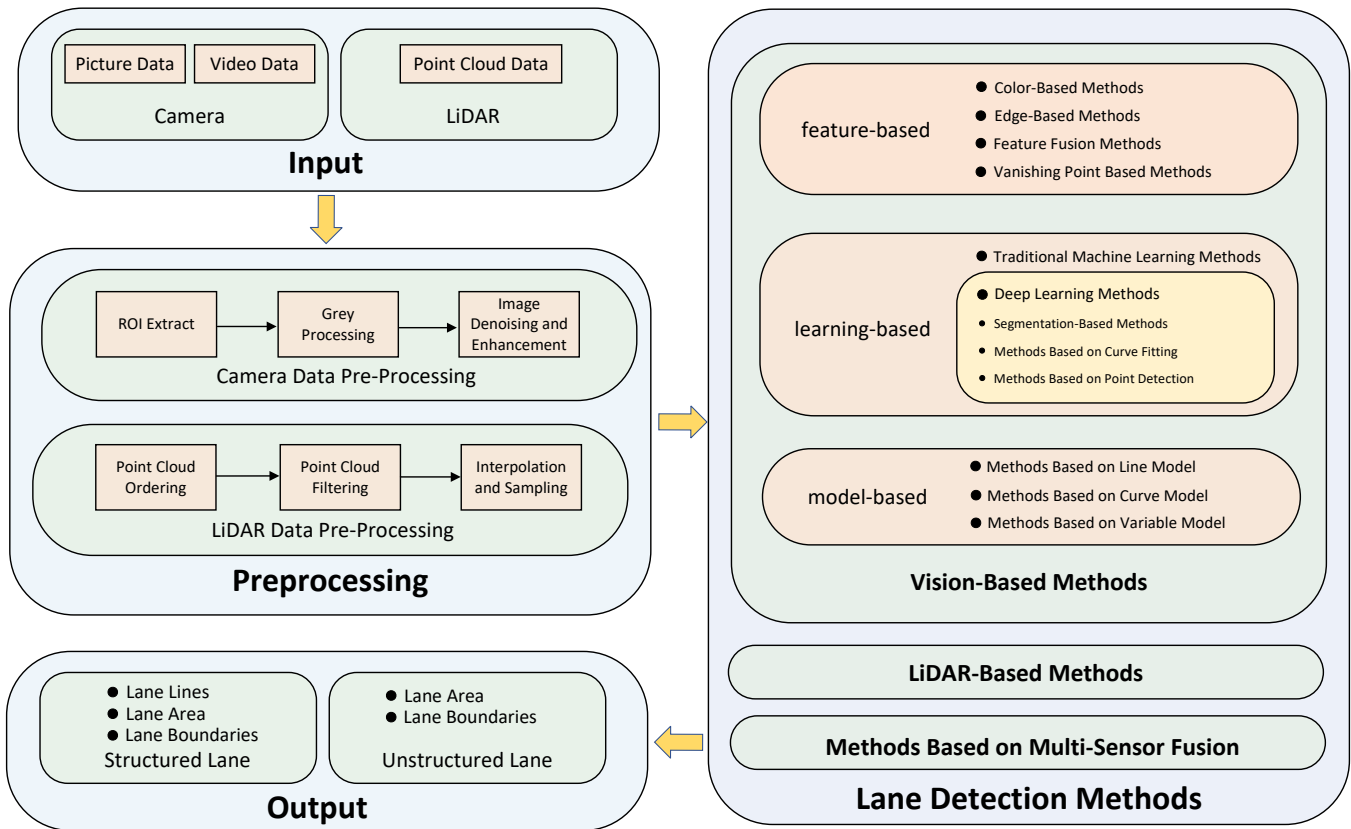 Picture Data
Video Data
Camera
Point Cloud Data
LiDAR
Input
ROI Extract
Grey
Processing
Image
Denoising and
Enhancement
Camera Data Pre-Processing
Point Cloud
Ordering
Point Cloud
Filtering
Interpolation
and Sampling
LiDAR Data Pre-Processing
Preprocessing
feature-based
Color-Based Methods
Edge-Based Methods
Feature Fusion Methods
Vanishing Point Based Methods
learning-based
Traditional Machine Learning Methods
Deep Learning Methods
Segmentation-Based Methods
Methods Based on Curve Fitting
Methods Based on Point Detection
model-based
Methods Based on Line Model
Methods Based on Curve Model
Methods Based on Variable Model
Vision-Based Methods
LiDAR-Based Methods
Methods Based on Multi-Sensor Fusion
Lane Detection Methods
Lane Lines
Lane Area
Lane Boundaries
Structured Lane
Lane Area
Lane Boundaries
Unstructured Lane
Output